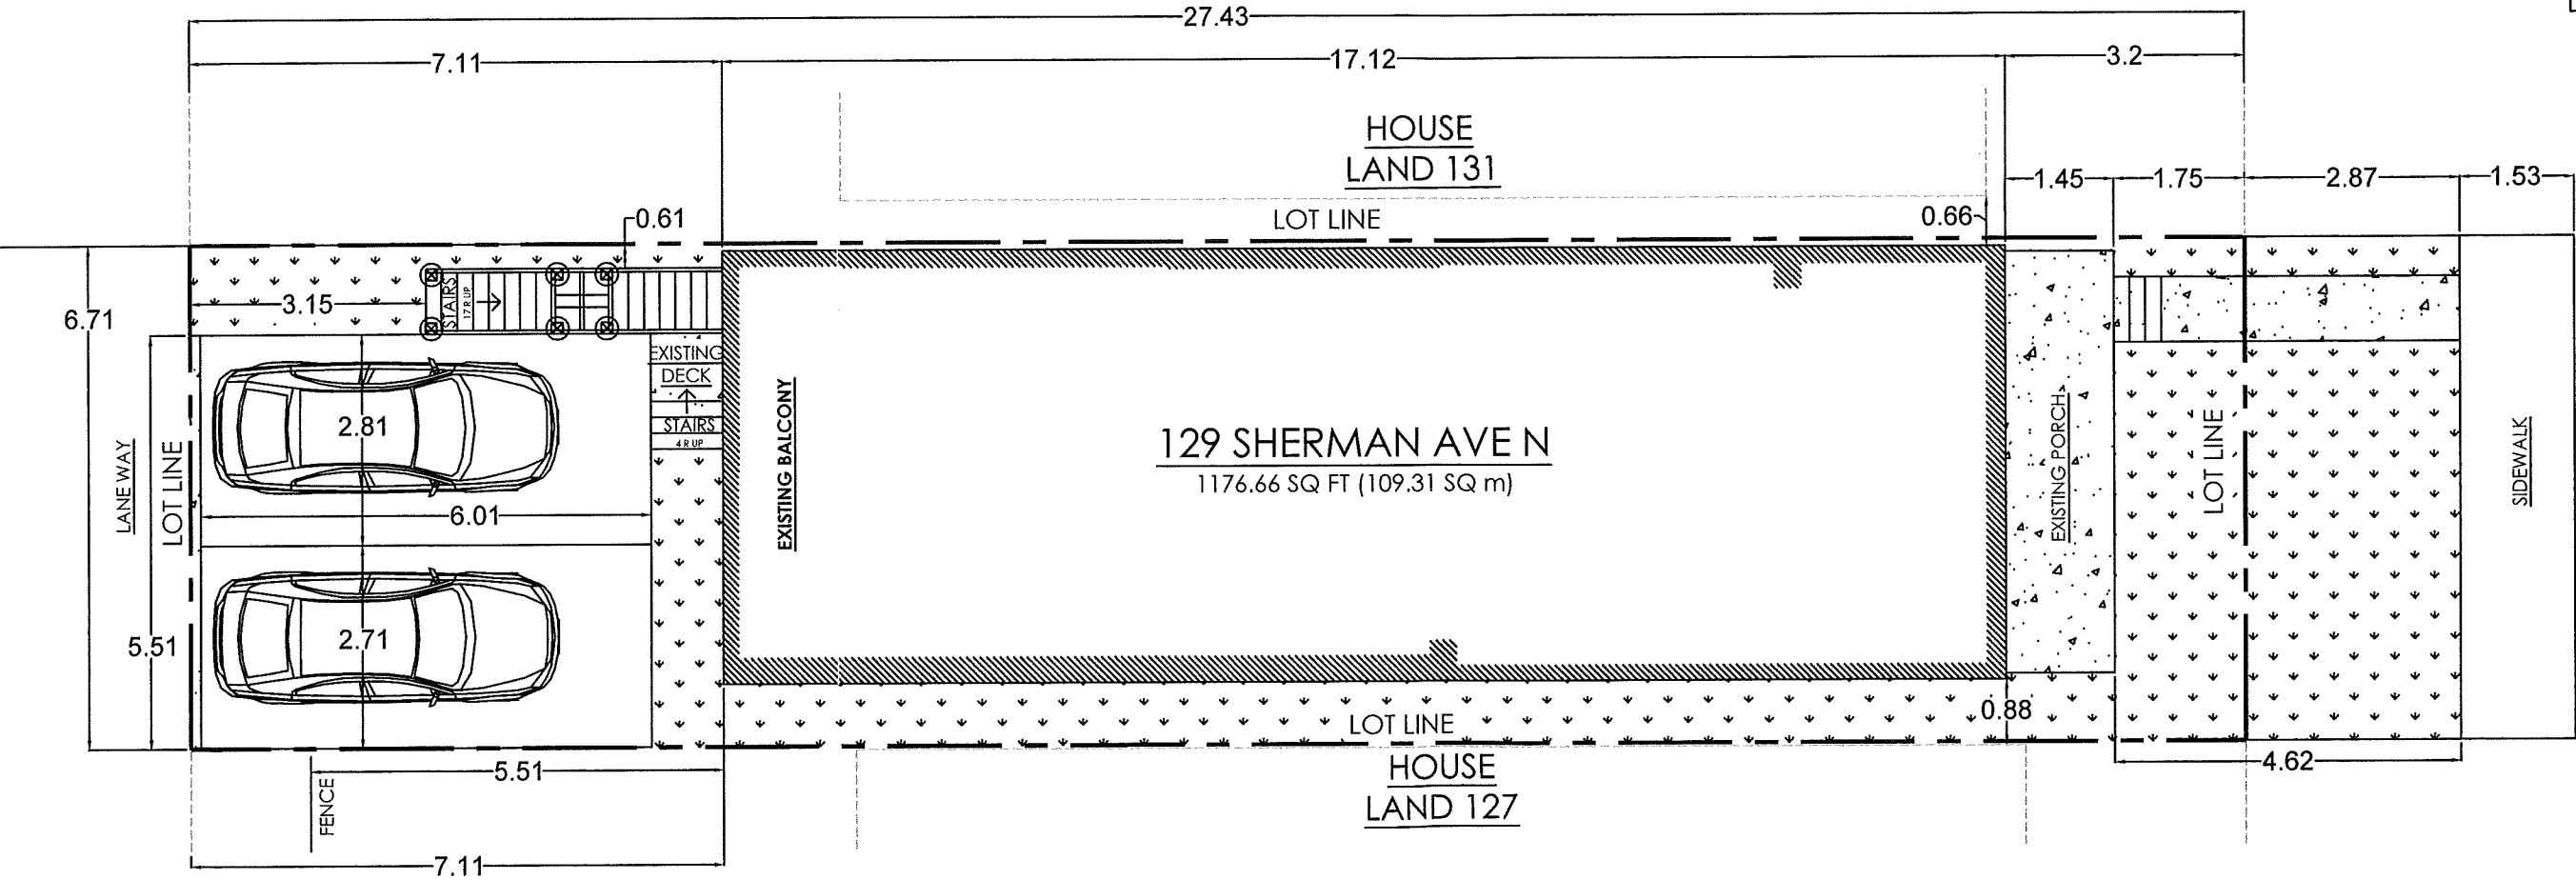 27.43
7.11
17.12
3.2
HOUSE
LAND 131
1.45
1.75
2.87
1.53
0.61
LOT LINE
0.66
6.71
3.15
STAIRS
17 R UP
EXISTING
DECK
STAIRS
4 R UP
LANE WAY
LOT LINE
2.81
6.01
2.71
5.51
EXISTING BALCONY
129 SHERMAN AVE N
1176.66 SQ FT (109.31 SQ m)
EXISTING PORCH
LOT LINE
SIDEWALK
LOT LINE
0.88
5.51
FENCE
HOUSE
LAND 127
4.62
7.11